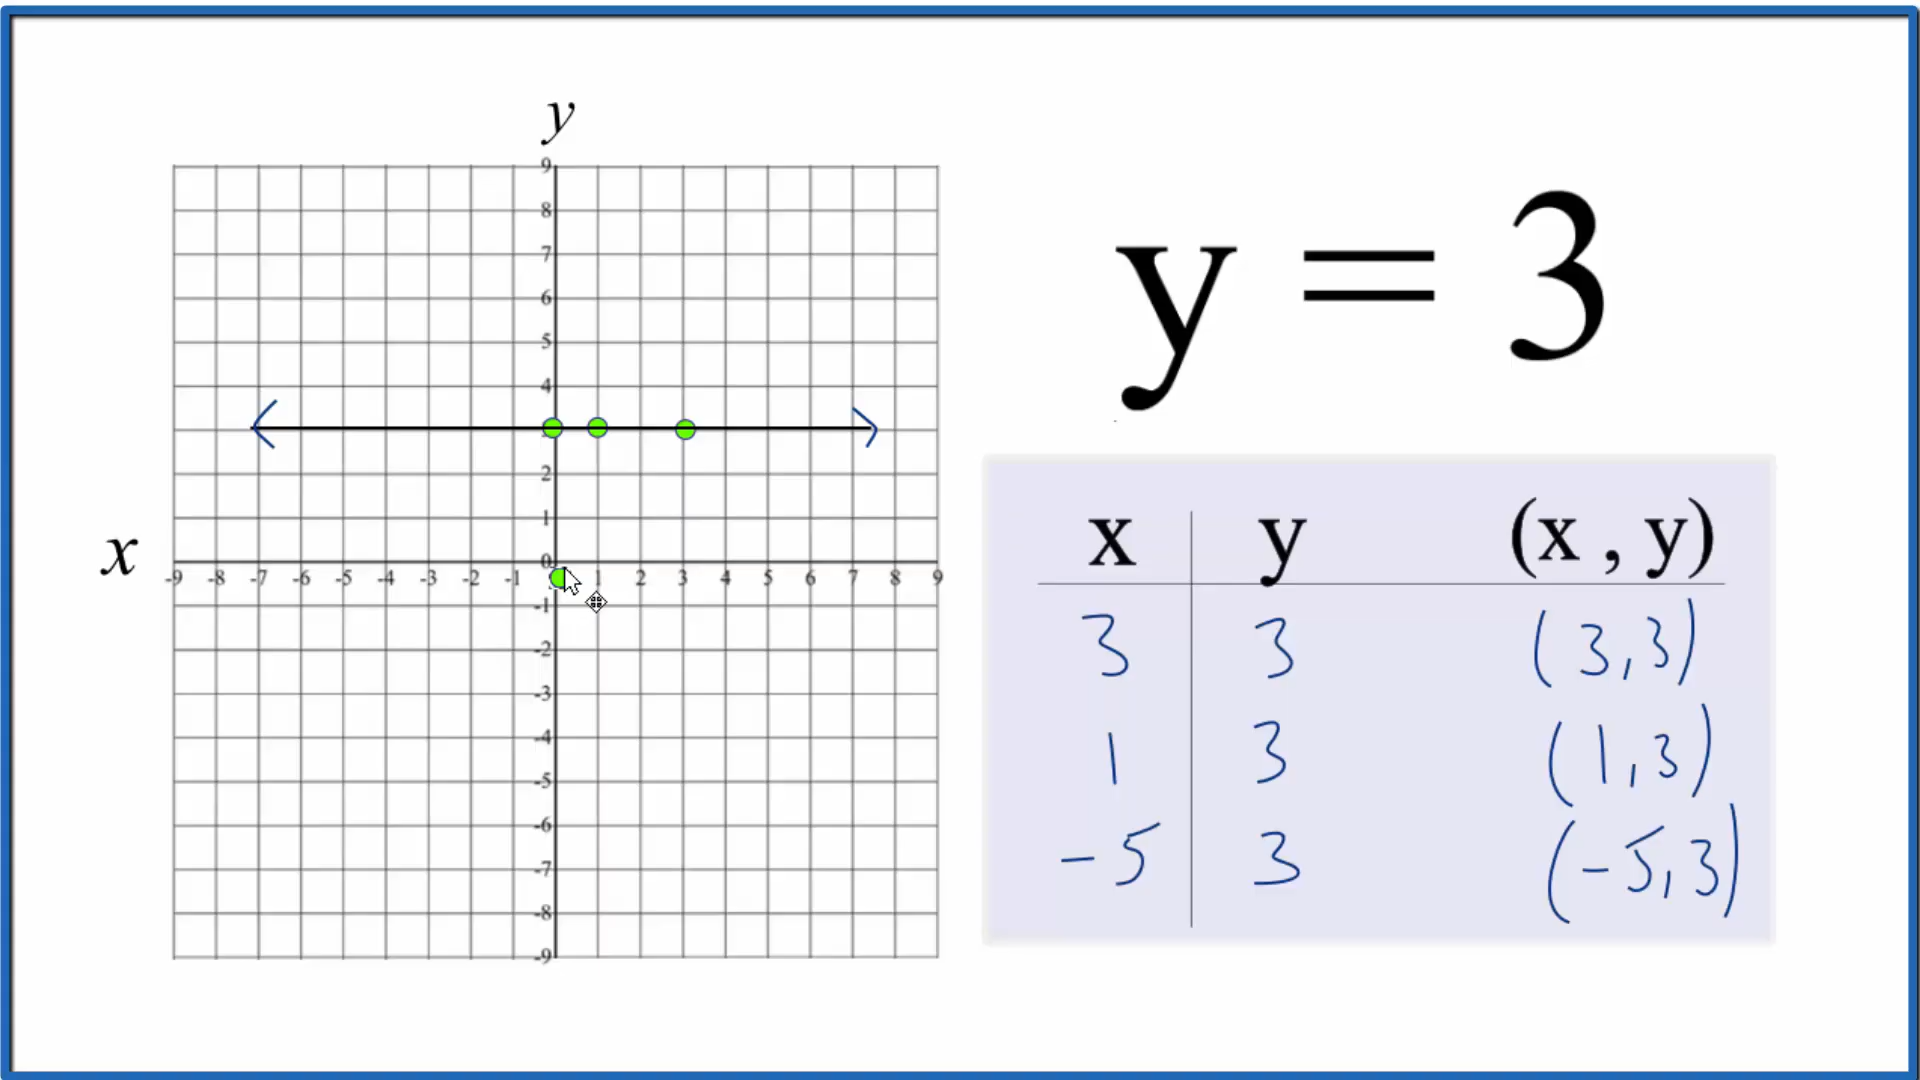 y
9
8
7
6
5
4
2
1
0
x
-9 -8 -7 -6 -5 -4 -3 -2 -1 1 2 3 4 5 6 7 8 9
-1
-2
-3
-4
-5
-6
-7
-8
-9
y = 3
x y (x , y)
3 3 (3,3)
1 3 (1,3)
-5 3 (-5,3)